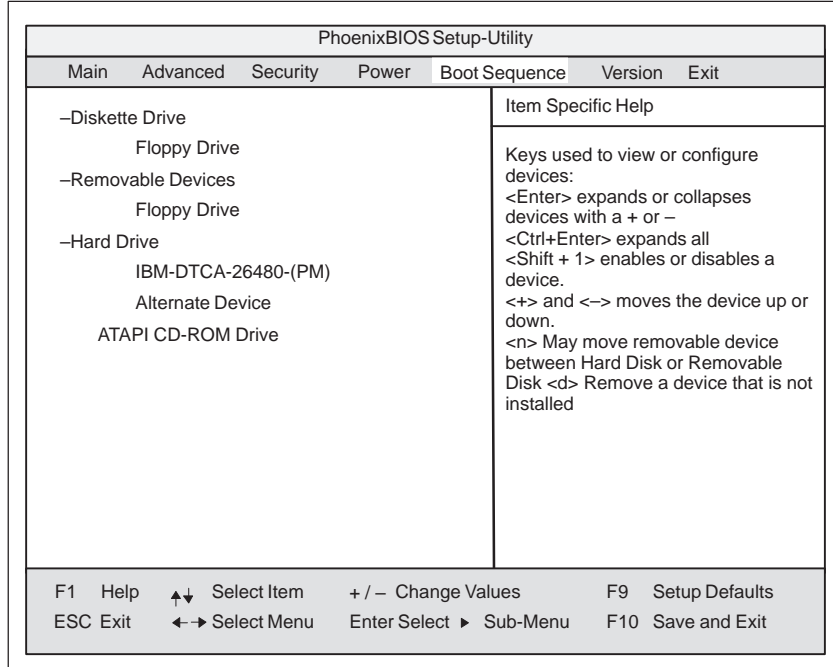 PhoenixBIOS Setup-Utility
Main Advanced Security Power Boot Sequence Version Exit
–Diskette Drive
Floppy Drive
–Removable Devices
Floppy Drive
–Hard Drive
IBM-DTCA-26480-(PM)
Alternate Device
ATAPI CD-ROM Drive
Item Specific Help
Keys used to view or configure
devices:
<Enter> expands or collapses
devices with a + or –
<Ctrl+Enter> expands all
<Shift + 1> enables or disables a
device.
<+> and <–> moves the device up or
down.
<n> May move removable device
between Hard Disk or Removable
Disk <d> Remove a device that is not
installed
F1 Help Select Item + / – Change Values F9 Setup Defaults
ESC Exit Select Menu Enter Select Sub-Menu F10 Save and Exit